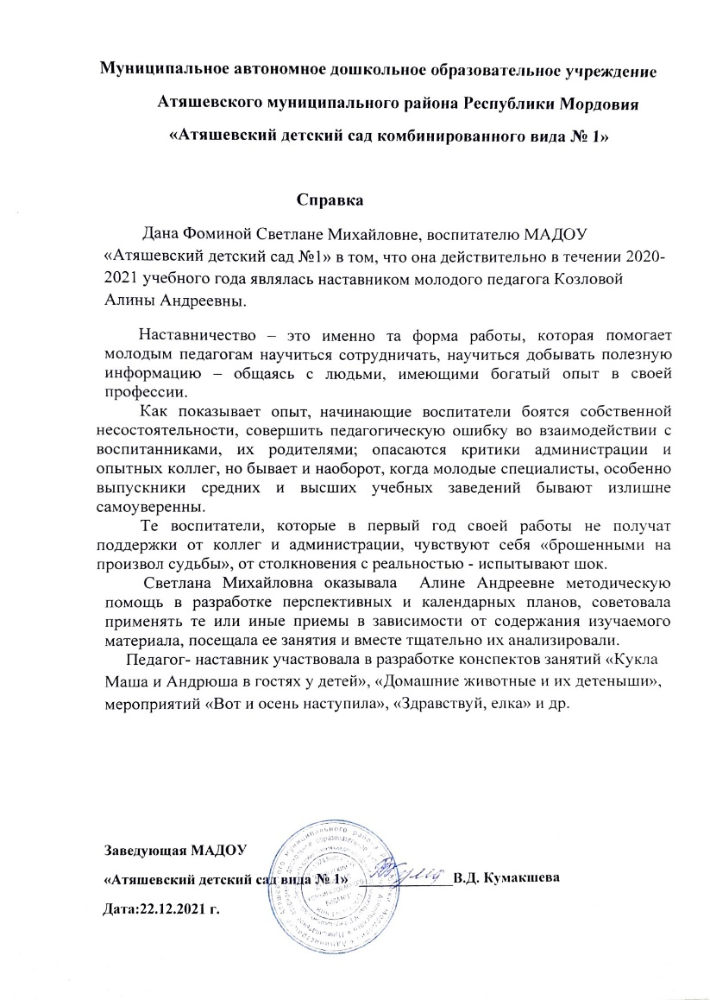 Муниципальное автономное дошкольное образовательное учреждение
Атяшевского муниципального района Республики Мордовия
«Атяшевский детский сад комбинированного вида № 1»
Справка
Дана Фоминой Светлане Михайловне, воспитателю МАДОУ
«Атяшевский детский сад №1» в том, что она действительно в течении 2020-
2021 учебного года являлась наставником молодого педагога Козловой
Алины Андреевны.
Наставничество – это именно та форма работы, которая помогает
молодым педагогам научиться сотрудничать, научиться добывать полезную
информацию – общаясь с людьми, имеющими богатый опыт в своей
профессии.
Как показывает опыт, начинающие воспитатели боятся собственной
несостоятельности, совершить педагогическую ошибку во взаимодействии с
воспитанниками, их родителями; опасаются критики администрации и
опытных коллег, но бывает и наоборот, когда молодые специалисты, особенно
выпускники средних и высших учебных заведений бывают излишне
самоуверенны.
Те воспитатели, которые в первый год своей работы не получат
поддержки от коллег и администрации, чувствуют себя «брошенными на
произвол судьбы», от столкновения с реальностью - испытывают шок.
Светлана Михайловна оказывала Алине Андреевне методическую
помощь в разработке перспективных и календарных планов, советовала
применять те или иные приемы в зависимости от содержания изучаемого
материала, посещала ее занятия и вместе тщательно их анализировали.
Педагог- наставник участвовала в разработке конспектов занятий «Кукла
Маша и Андрюша в гостях у детей», «Домашние животные и их детеныши»,
мероприятий «Вот и осень наступила», «Здравствуй, елка» и др.
Заведующая МАДОУ
«Атяшевский детский сад вида № 1» В.Д. Кумакшева
Дата:22.12.2021 г.